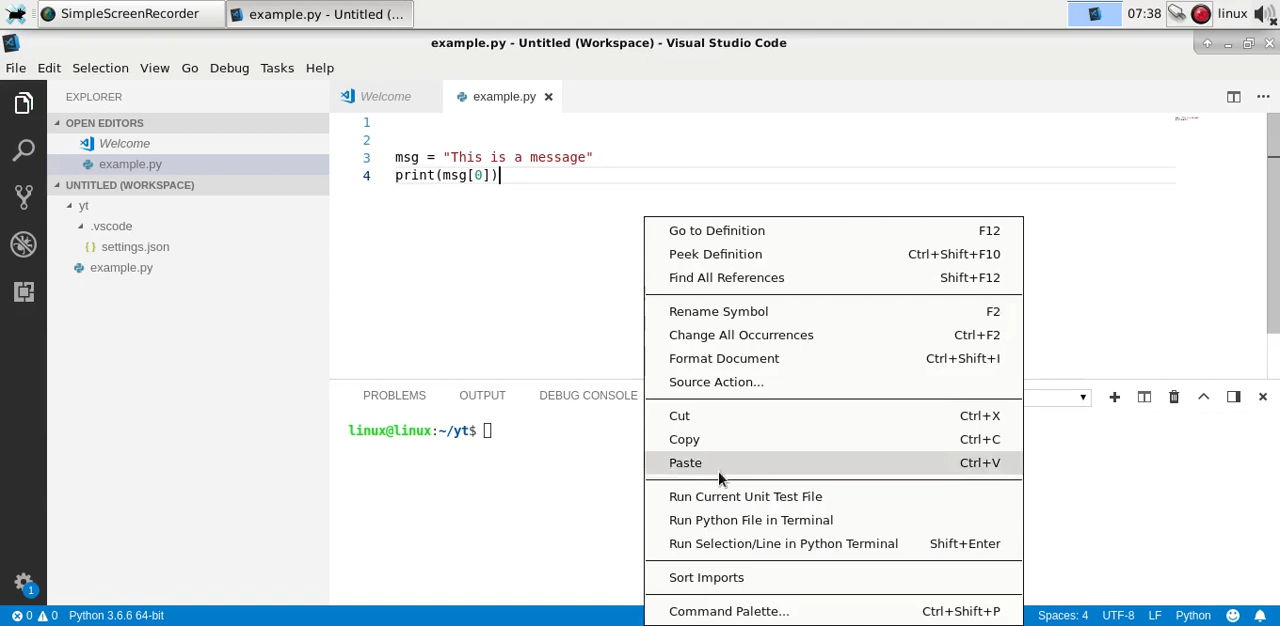 SimpleScreenRecorder
example.py - Untitled (...
07:38
linux
example.py - Untitled (Workspace) - Visual Studio Code
File Edit Selection View Go Debug Tasks Help
EXPLORER
OPEN EDITORS
Welcome
example.py
UNTITLED (WORKSPACE)
yt
.vscode
{} settings.json
example.py
Welcome
example.py
1
2
3 msg = "This is a message"
4 print(msg[0])
Go to Definition F12
Peek Definition Ctrl+Shift+F10
Find All References Shift+F12
Rename Symbol F2
Change All Occurrences Ctrl+F2
Format Document Ctrl+Shift+I
Source Action...
Cut Ctrl+X
Copy Ctrl+C
Paste Ctrl+V
Run Current Unit Test File
Run Python File in Terminal
Run Selection/Line in Python Terminal Shift+Enter
Sort Imports
Command Palette... Ctrl+Shift+P
PROBLEMS OUTPUT DEBUG CONSOLE
linux@linux:~/yt$
1
0 0 Python 3.6.6 64-bit
Spaces: 4 UTF-8 LF Python